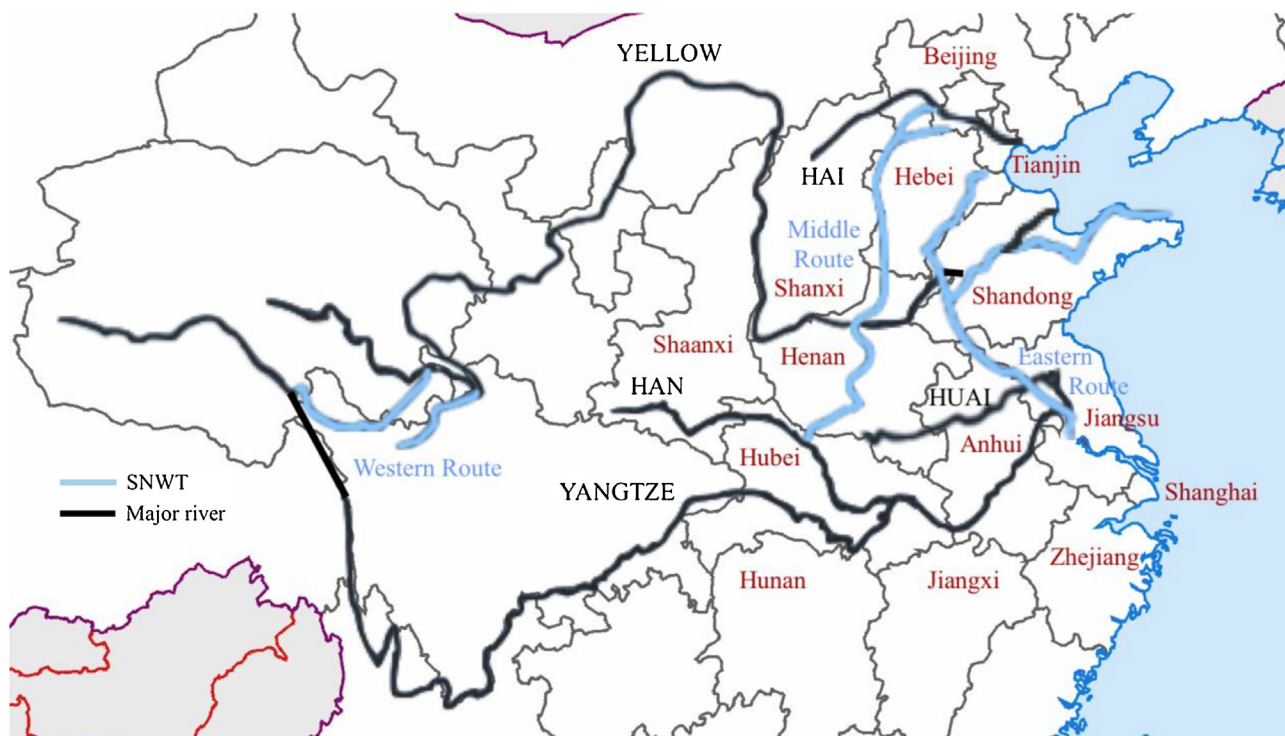 YELLOW
Beijing
HAI
Hebei
Tianjin
Middle
Route
Shanxi
Shandong
Shaanxi
Henan
Eastern
Route
HAN
HUAI
Jiangsu
Anhui
Hubei
Western Route
SNWT
YANGTZE
Shanghai
Major river
Zhejiang
Hunan
Jiangxi